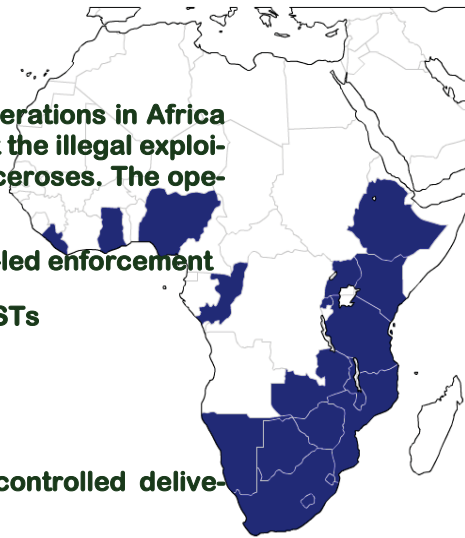 erations in Africa
the illegal exploi-
ceroses. The ope-
led enforcement
STs
controlled delive-